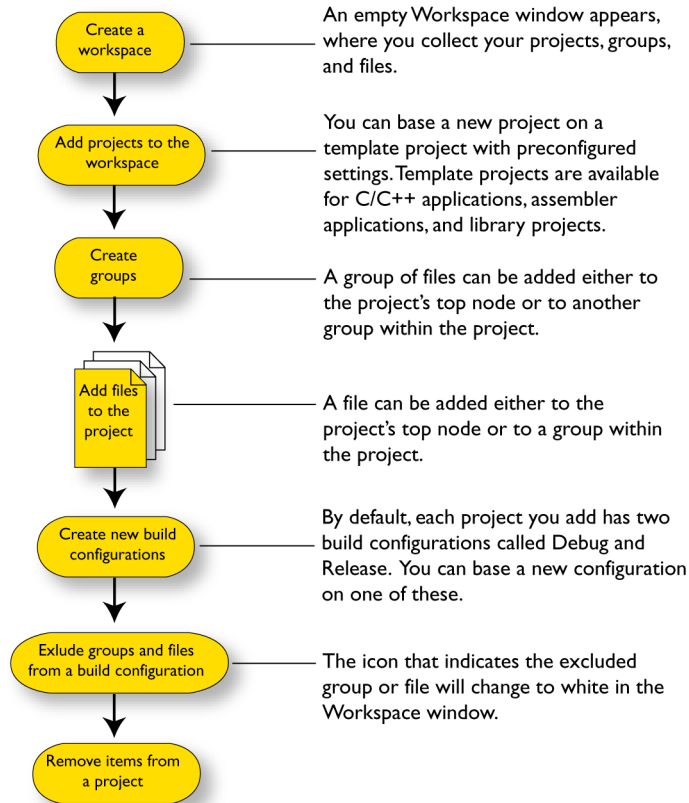 Create a
workspace
An empty Workspace window appears,
where you collect your projects, groups,
and files.
Add projects to the
workspace
You can base a new project on a
template project with preconfigured
settings. Template projects are available
for C/C++ applications, assembler
applications, and library projects.
Create
groups
A group of files can be added either to
the project's top node or to another
group within the project.
Add files
to the
project
A file can be added either to the
project's top node or to a group within
the project.
Create new build
configurations
By default, each project you add has two
build configurations called Debug and
Release. You can base a new configuration
on one of these.
Exlude groups and files
from a build configuration
The icon that indicates the excluded
group or file will change to white in the
Workspace window.
Remove items from
a project